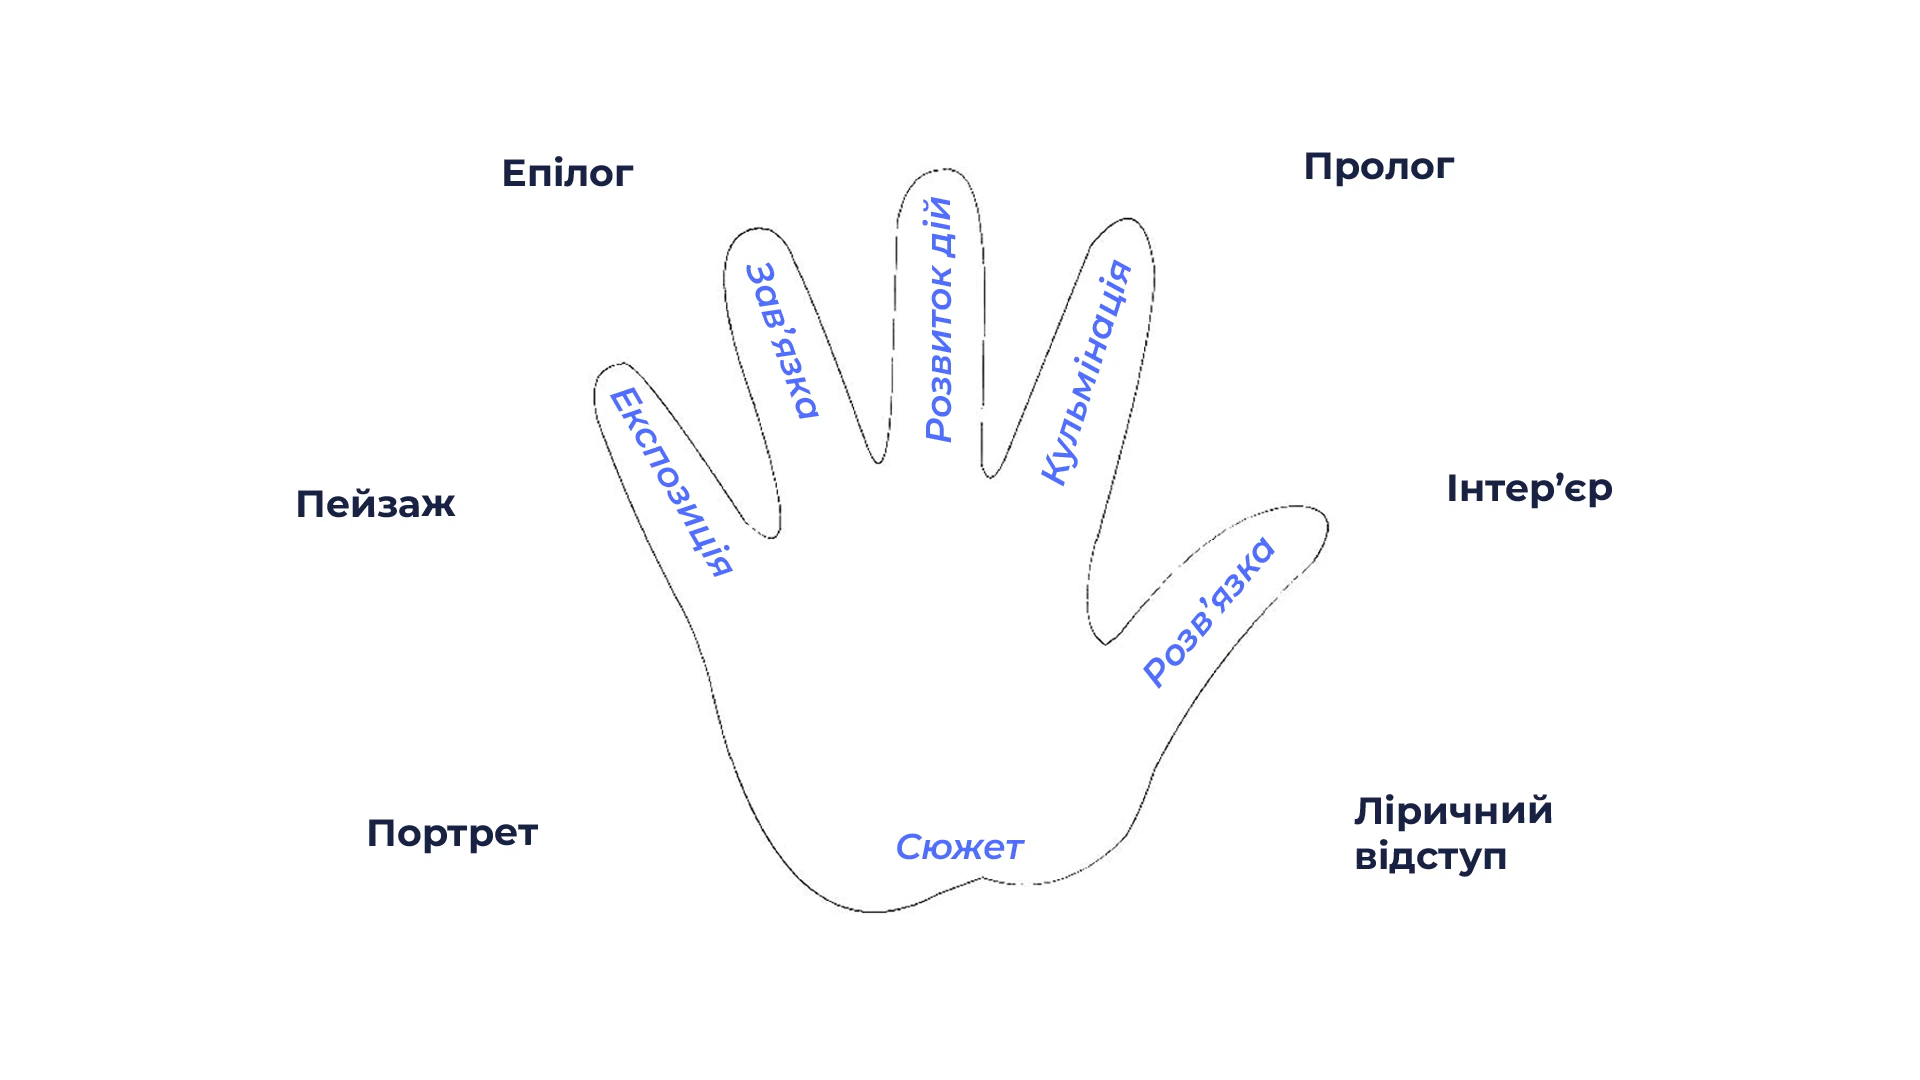 Епілог
Пролог
Експозиція
Зав’язка
Розвиток дій
Кульмінація
Розв’язка
Пейзаж
Інтер’єр
Портрет
Ліричний
відступ
Сюжет